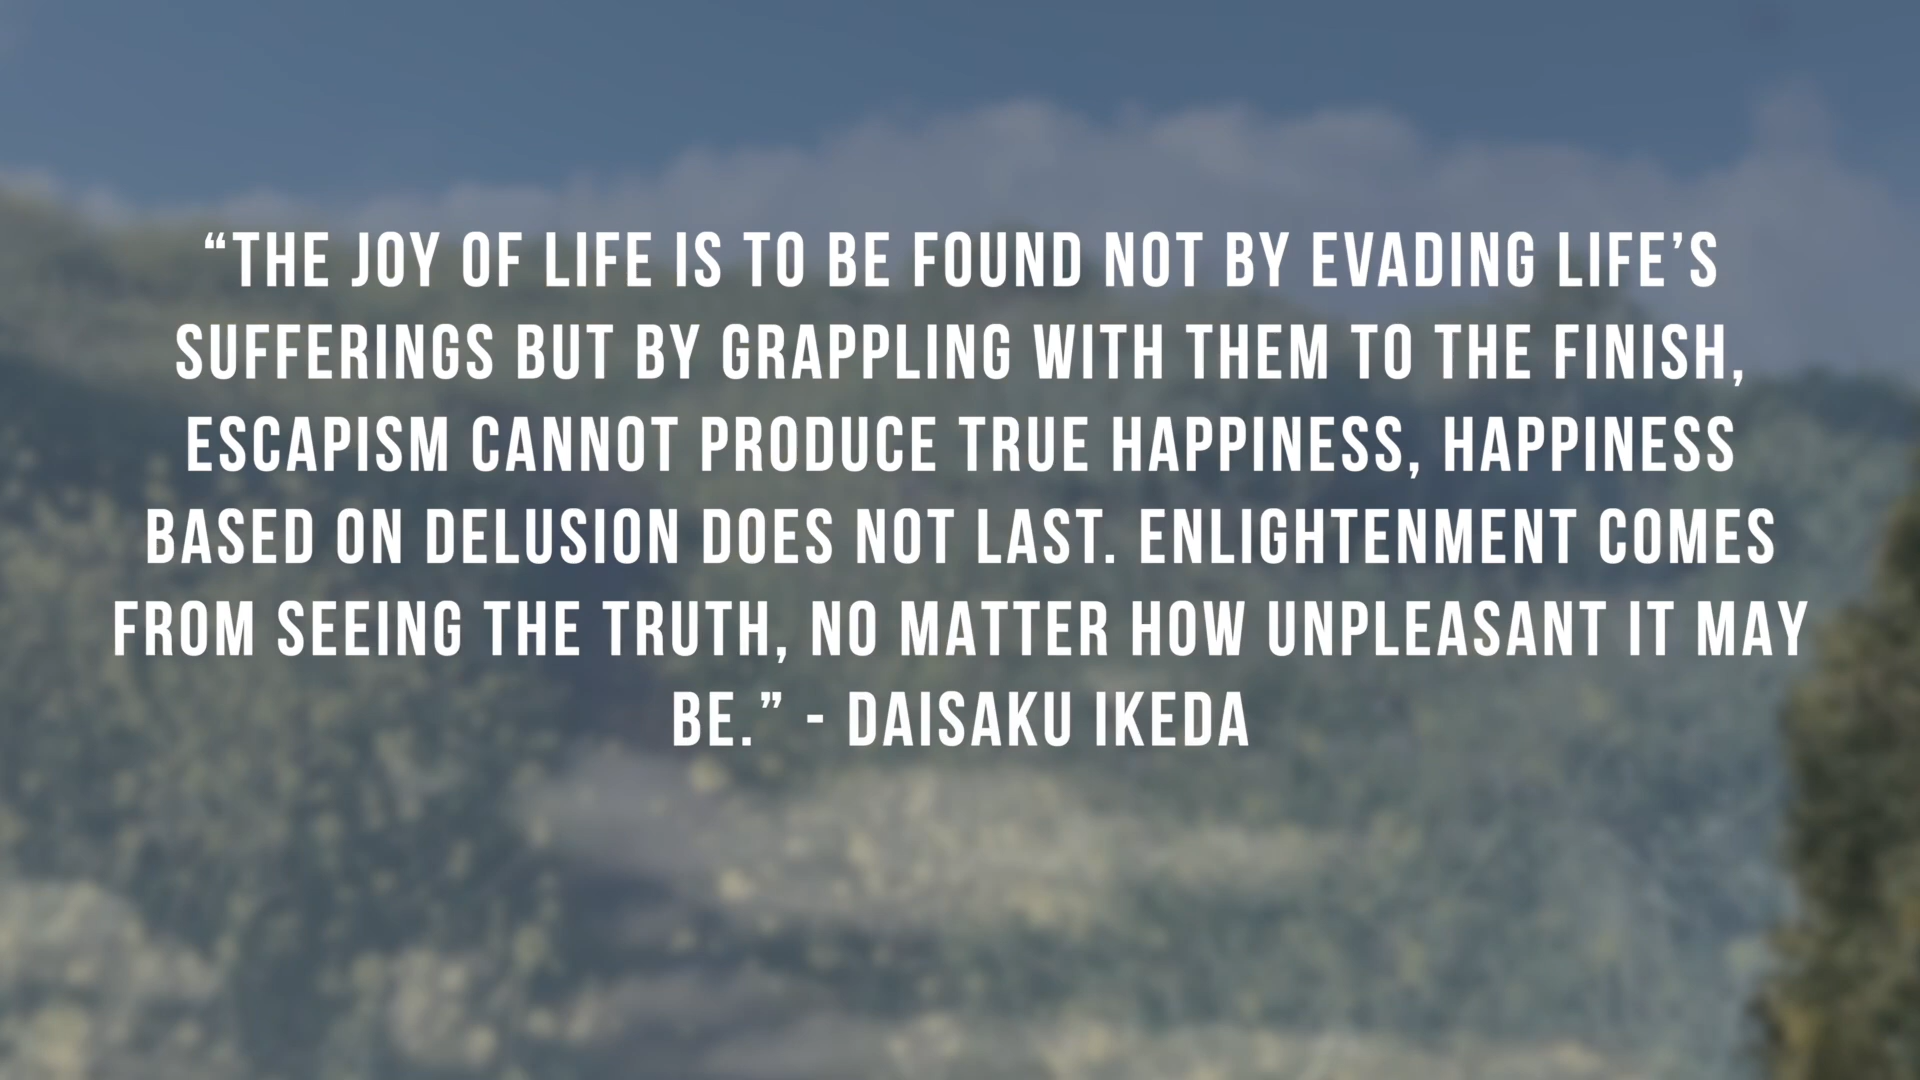 “THE JOY OF LIFE IS TO BE FOUND NOT BY EVADING LIFE’S
SUFFERINGS BUT BY GRAPPLING WITH THEM TO THE FINISH,
ESCAPISM CANNOT PRODUCE TRUE HAPPINESS, HAPPINESS
BASED ON DELUSION DOES NOT LAST. ENLIGHTENMENT COMES
FROM SEEING THE TRUTH, NO MATTER HOW UNPLEASANT IT MAY
BE.” - DAISAKU IKEDA